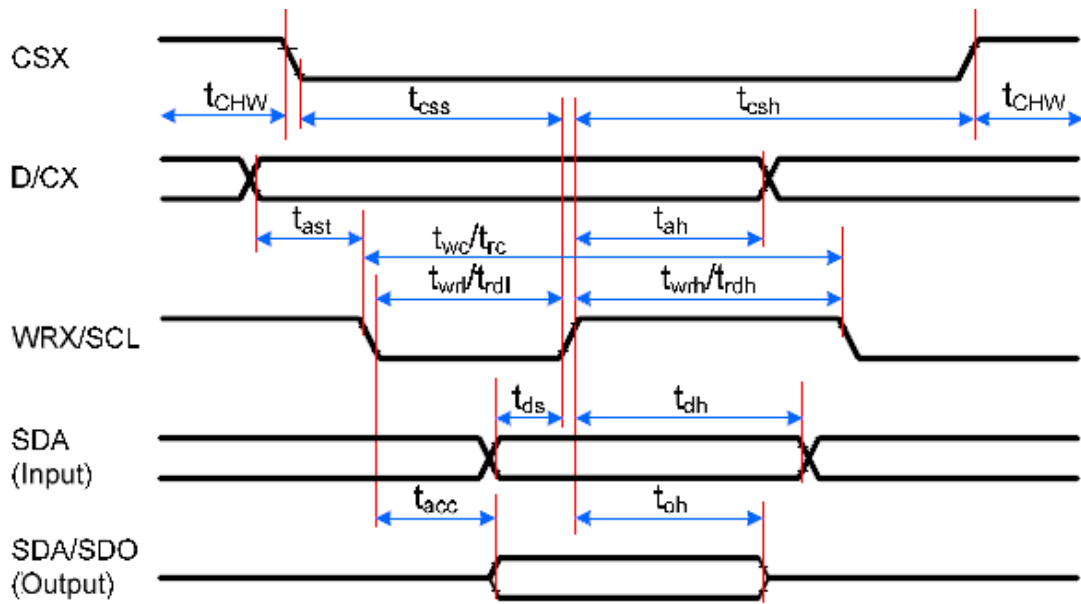 CSX
tCHW tcss tcsh tCHW
D/CX
tast twc/trc tah
twrl/trdl twrh/trdh
WRX/SCL
tds tdh
SDA
(Input)
tacc toh
SDA/SDO
(Output)